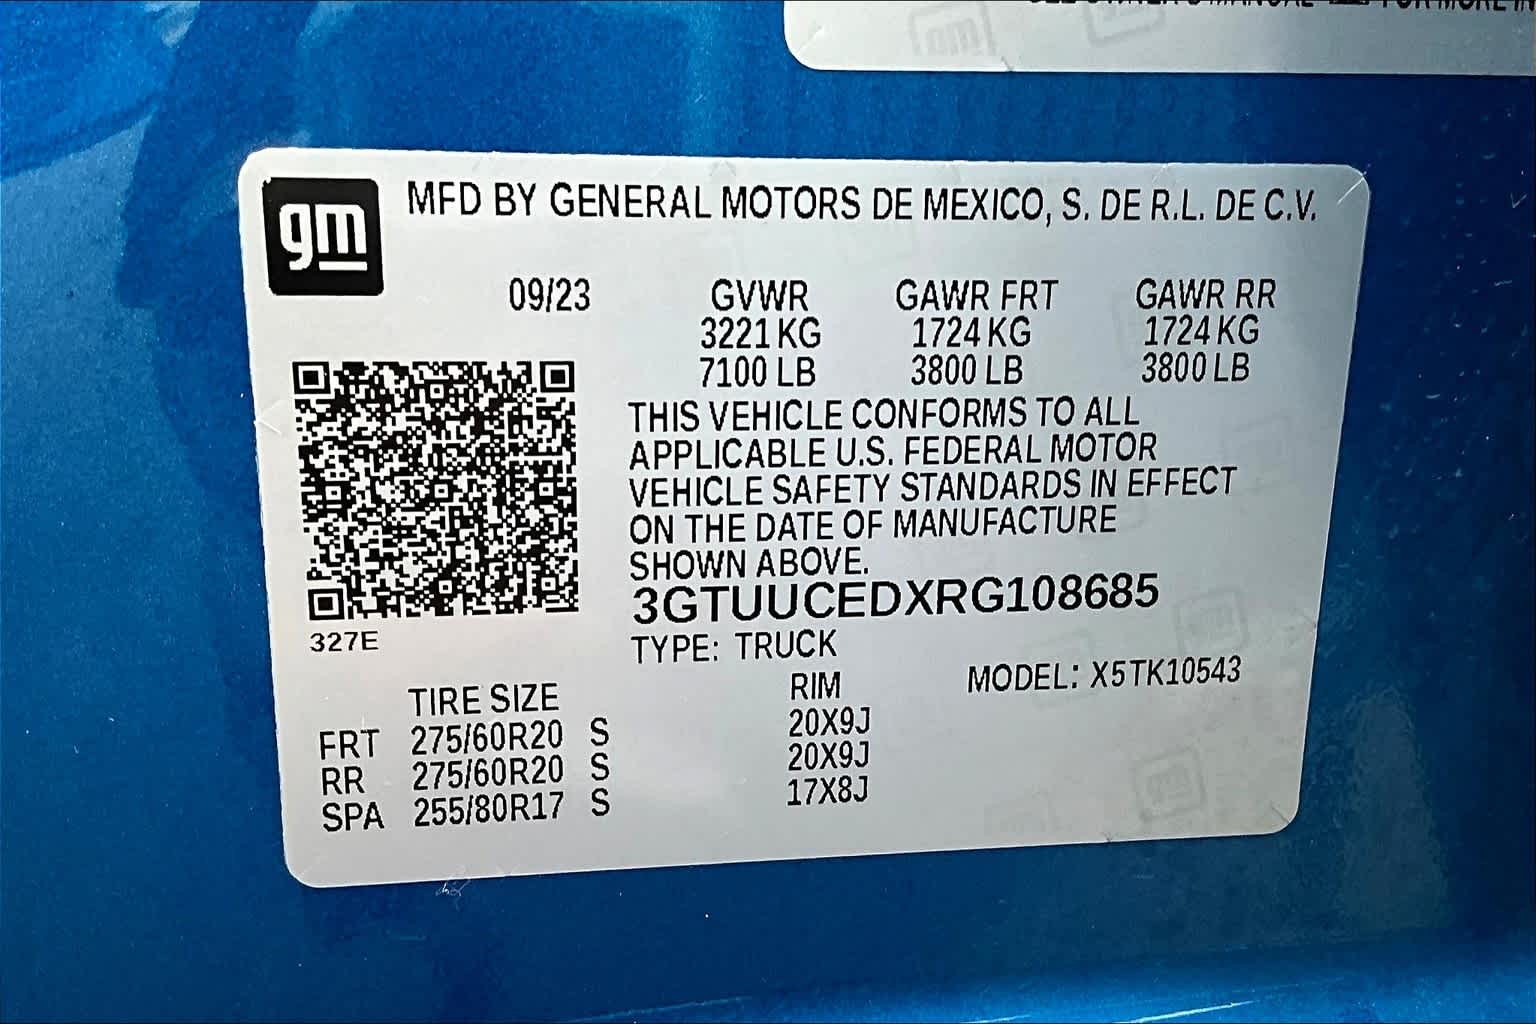 FOR MORE IN
gm
MFD BY GENERAL MOTORS DE MEXICO, S. DE R.L. DE C.V.
09/23 GVWR GAWR FRT GAWR RR
3221 KG 1724 KG 1724 KG
7100 LB 3800 LB 3800 LB
THIS VEHICLE CONFORMS TO ALL
APPLICABLE U.S. FEDERAL MOTOR
VEHICLE SAFETY STANDARDS IN EFFECT
ON THE DATE OF MANUFACTURE
SHOWN ABOVE.
3GTUUCEDXRG108685
327E
TYPE: TRUCK
MODEL: X5TK10543
TIRE SIZE RIM
FRT 275/60R20 S 20X9J
RR 275/60R20 S 20X9J
SPA 255/80R17 S 17X8J